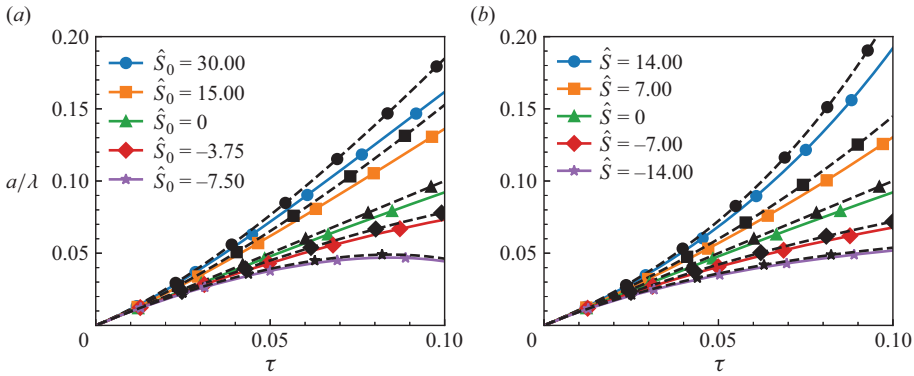 (a)
(b)
0.20
0.15
a/λ 0.10
0.05
0
0.05
0.10
τ
Ŝ₀ = 30.00
Ŝ₀ = 15.00
Ŝ₀ = 0
Ŝ₀ = –3.75
Ŝ₀ = –7.50
0.20
0.15
0.10
0.05
0
0.05
0.10
τ
Ŝ = 14.00
Ŝ = 7.00
Ŝ = 0
Ŝ = –7.00
Ŝ = –14.00